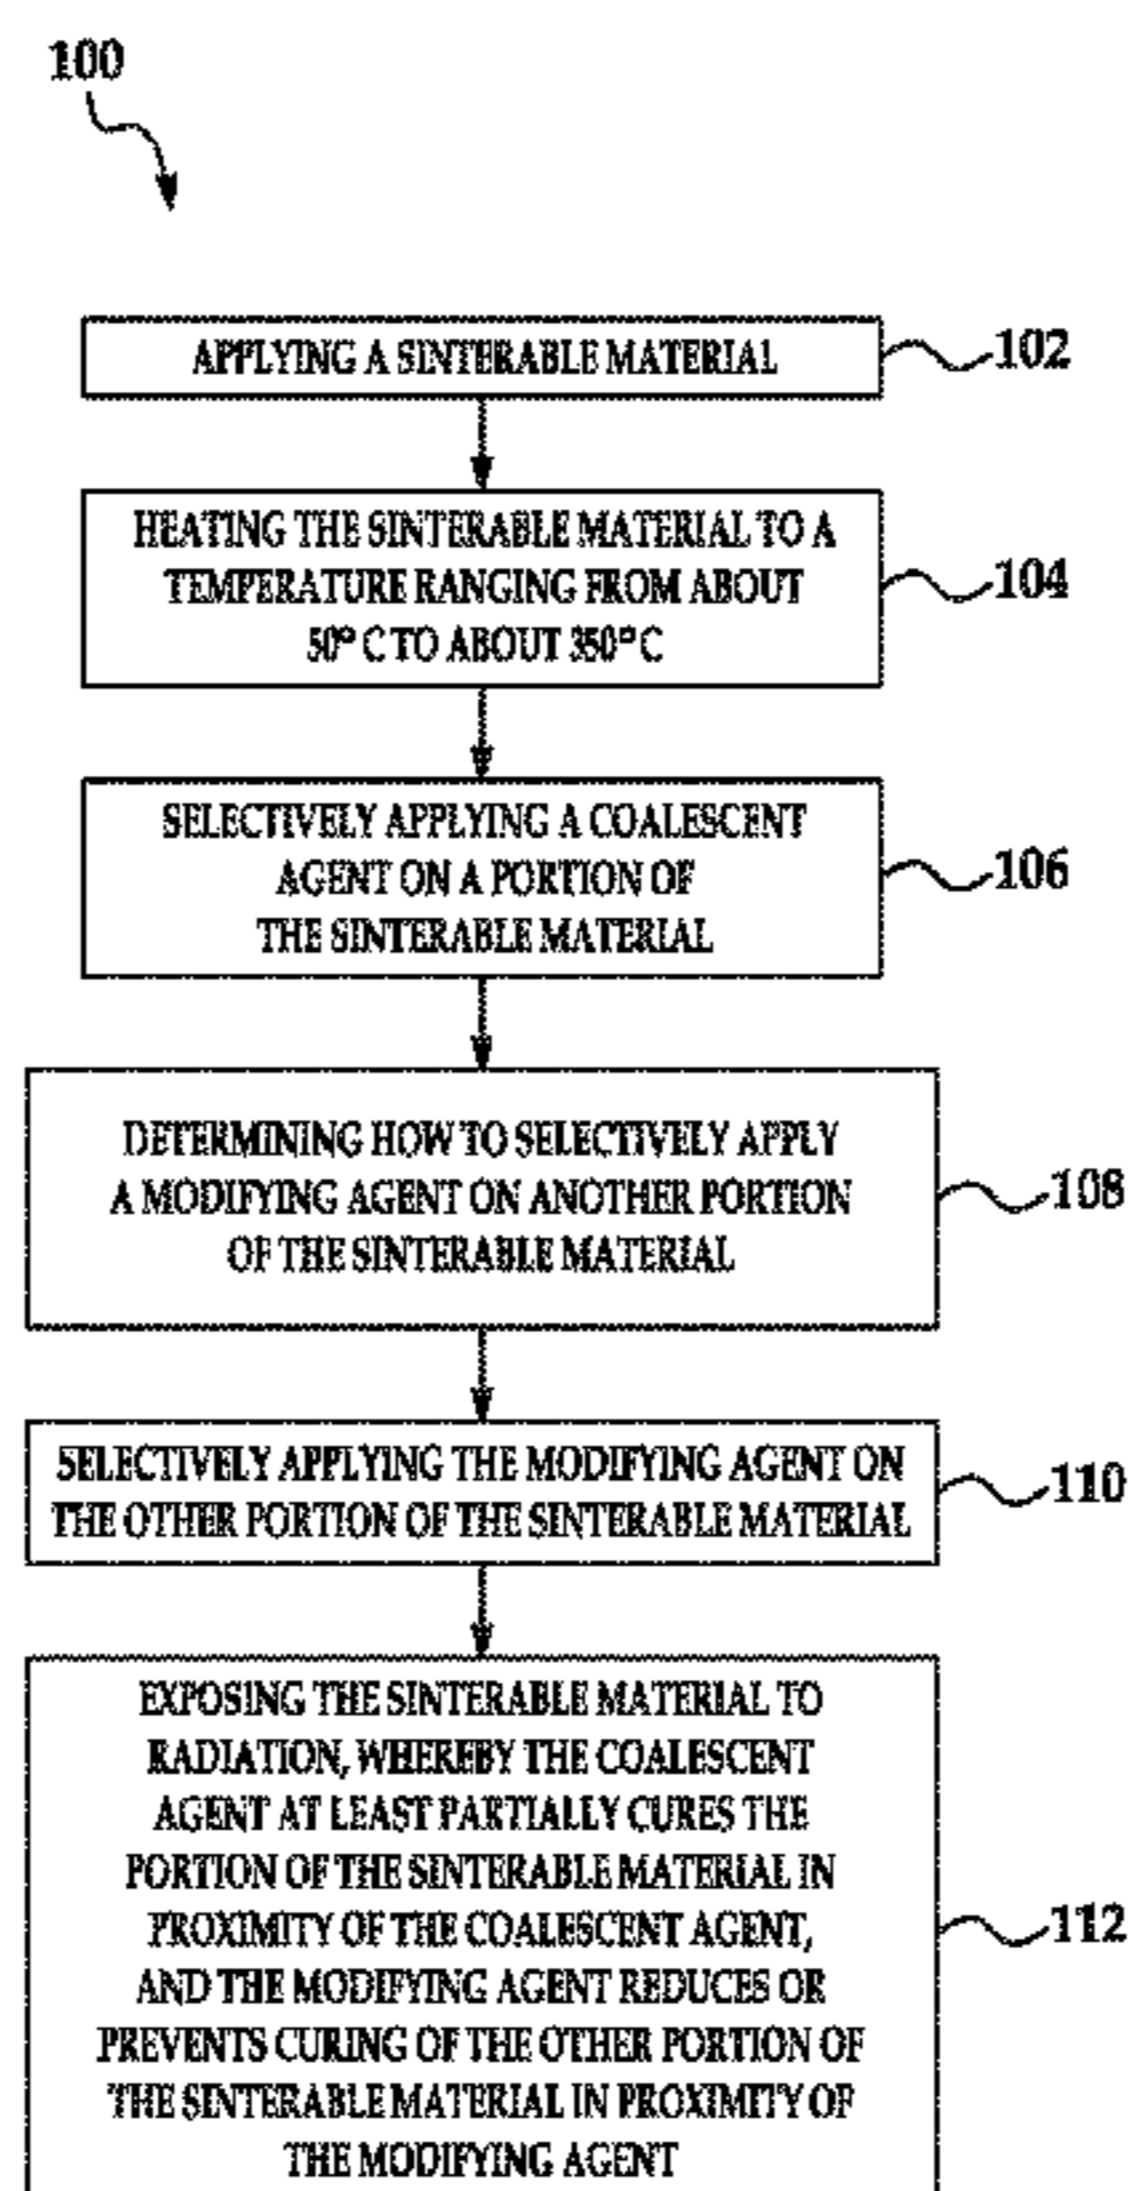 100
APPLYING A SINTERABLE MATERIAL
102
HEATING THE SINTERABLE MATERIAL TO A
TEMPERATURE RANGING FROM ABOUT
50° C TO ABOUT 350° C
104
SELECTIVELY APPLYING A COALESCENT
AGENT ON A PORTION OF
THE SINTERABLE MATERIAL
106
DETERMINING HOW TO SELECTIVELY APPLY
A MODIFYING AGENT ON ANOTHER PORTION
OF THE SINTERABLE MATERIAL
108
SELECTIVELY APPLYING THE MODIFYING AGENT ON
THE OTHER PORTION OF THE SINTERABLE MATERIAL
110
EXPOSING THE SINTERABLE MATERIAL TO
RADIATION, WHEREBY THE COALESCENT
AGENT AT LEAST PARTIALLY CURES THE
PORTION OF THE SINTERABLE MATERIAL IN
PROXIMITY OF THE COALESCENT AGENT,
AND THE MODIFYING AGENT REDUCES OR
PREVENTS CURING OF THE OTHER PORTION OF
THE SINTERABLE MATERIAL IN PROXIMITY OF
THE MODIFYING AGENT
112